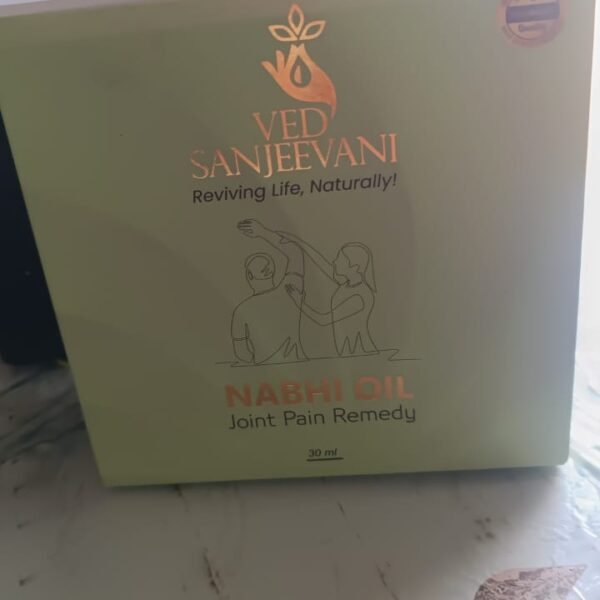 VED
SANJEEVANI
Reviving Life, Naturally!
NABHI OIL
Joint Pain Remedy
30 ml